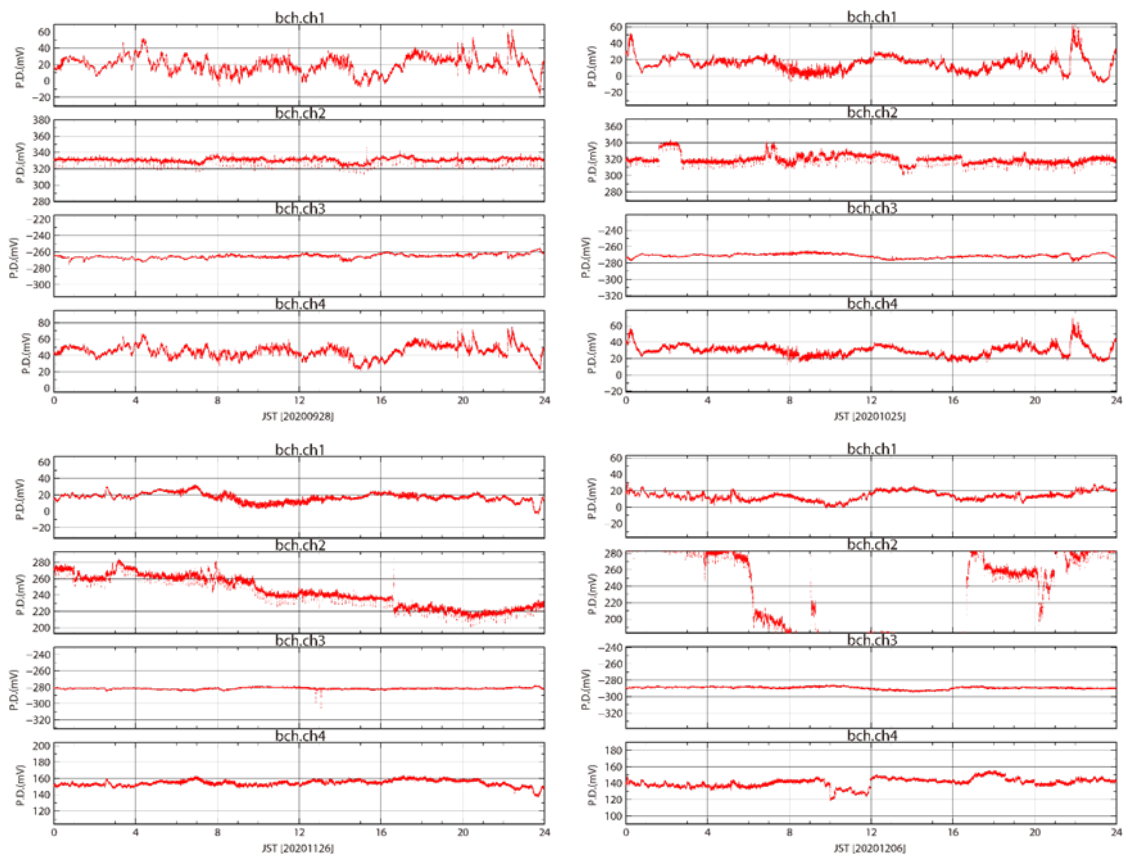 bch.ch1
P.D.(mV)
60
40
20
0
−20
bch.ch2
P.D.(mV)
380
360
340
320
300
280
bch.ch3
P.D.(mV)
−220
−240
−260
−280
−300
bch.ch4
P.D.(mV)
80
60
40
20
0
0 4 8 12 16 20 24
JST [20200928]
bch.ch1
P.D.(mV)
60
40
20
0
−20
bch.ch2
P.D.(mV)
360
340
320
300
280
bch.ch3
P.D.(mV)
−240
−260
−280
−300
−320
bch.ch4
P.D.(mV)
60
40
20
0
−20
0 4 8 12 16 20 24
JST [20201025]
bch.ch1
P.D.(mV)
60
40
20
0
−20
bch.ch2
P.D.(mV)
280
260
240
220
200
bch.ch3
P.D.(mV)
−240
−260
−280
−300
−320
bch.ch4
P.D.(mV)
200
180
160
140
120
0 4 8 12 16 20 24
JST [20201126]
bch.ch1
P.D.(mV)
60
40
20
0
−20
bch.ch2
P.D.(mV)
280
260
240
220
200
bch.ch3
P.D.(mV)
−240
−260
−280
−300
−320
−340
bch.ch4
P.D.(mV)
180
160
140
120
100
0 4 8 12 16 20 24
JST [20201206]